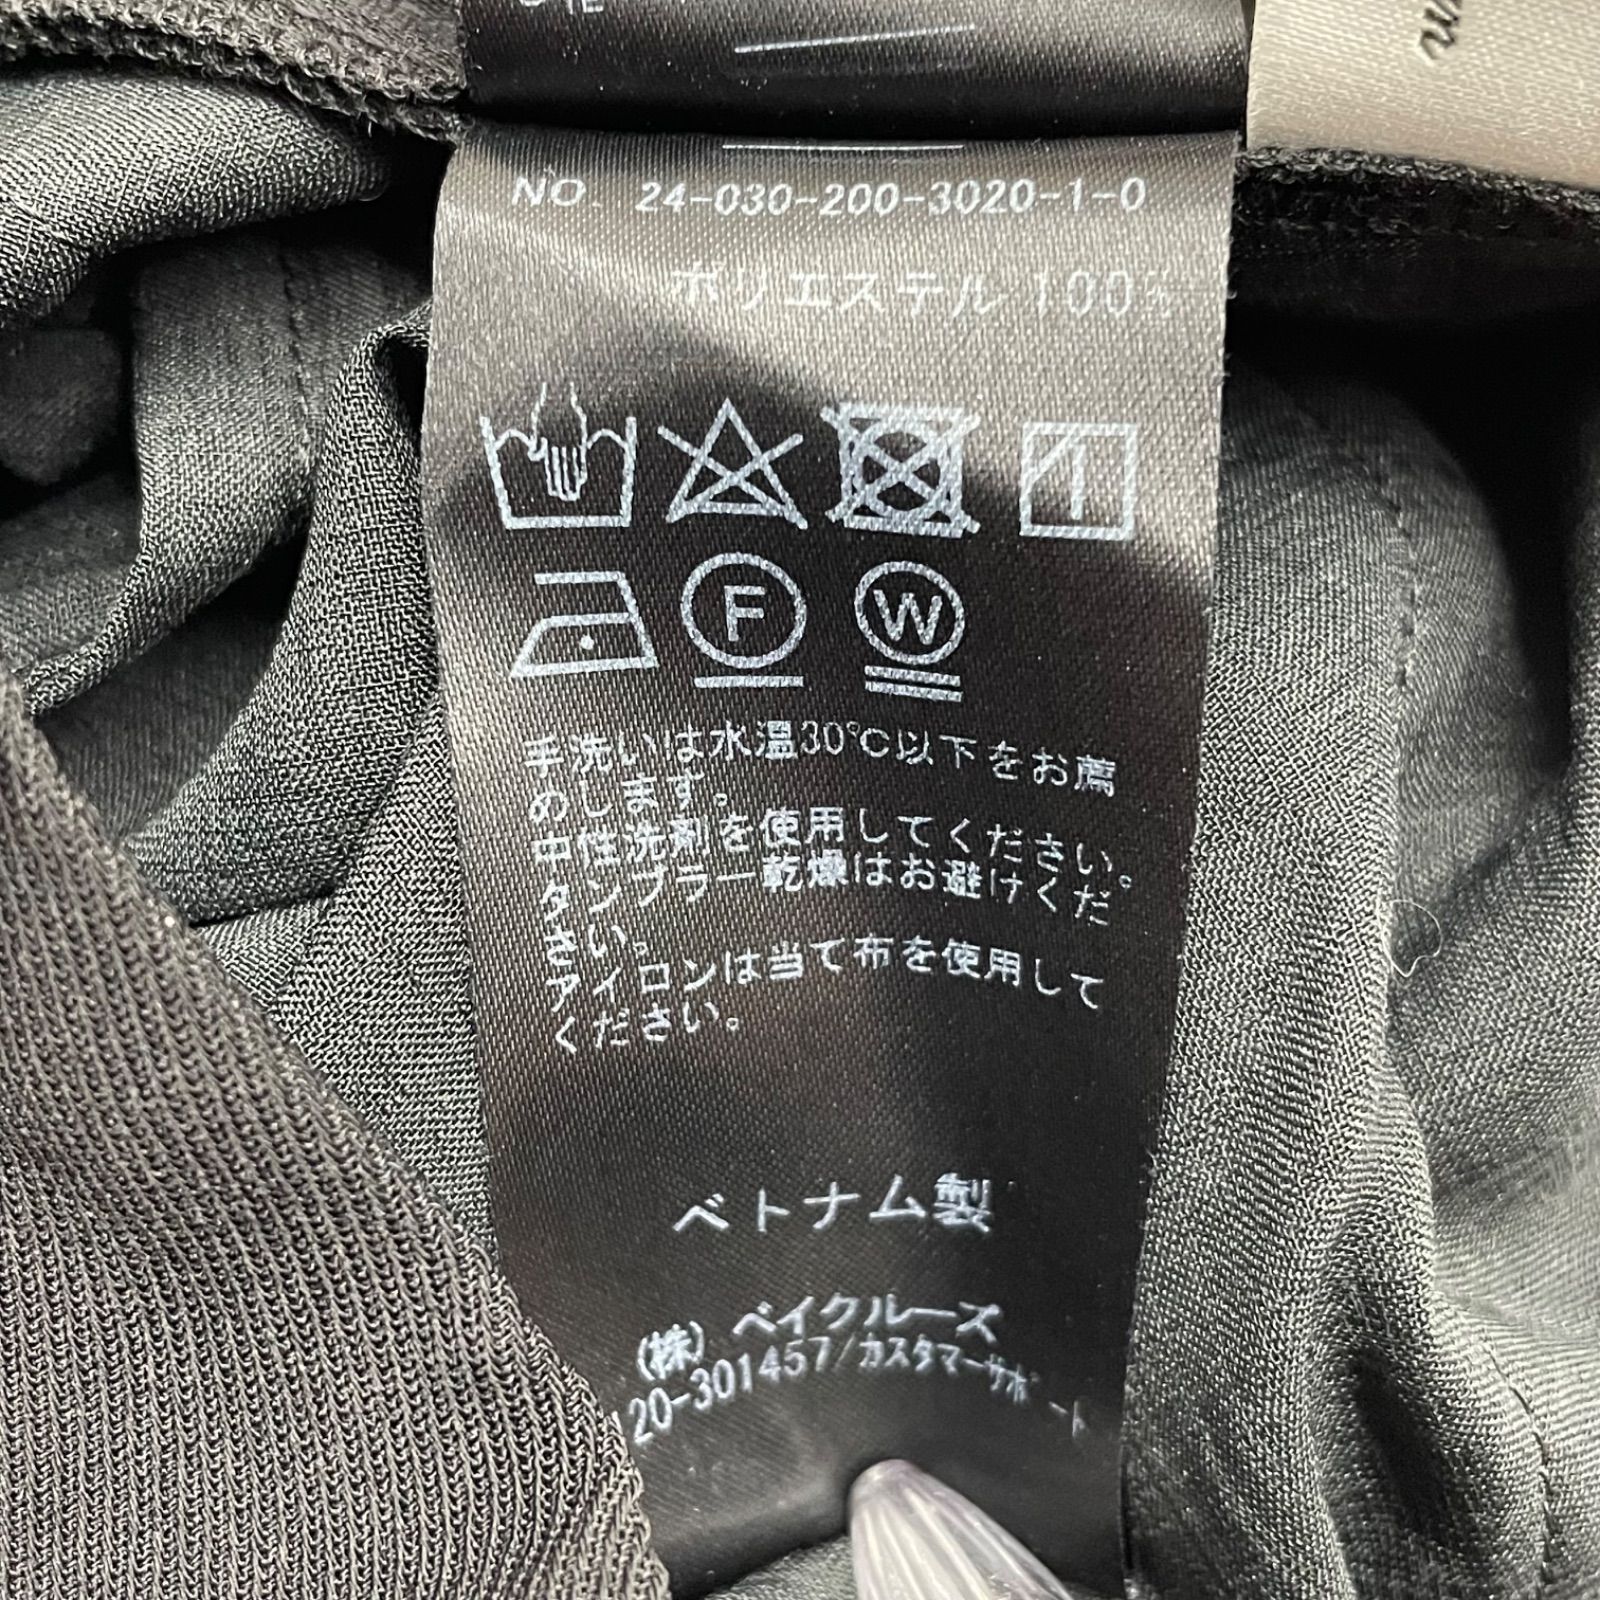 NO. 24-030-200-3020-1-0
ポリエステル 100%
F
W
手洗いは水温30℃以下をお薦
めします。
中性洗剤を使用してください。
タンブラー乾燥はお避けくだ
さい。
アイロンは当て布を使用して
ください。
ベトナム製
(株) ベイクルーズ
120-301457/カスタマーサポート